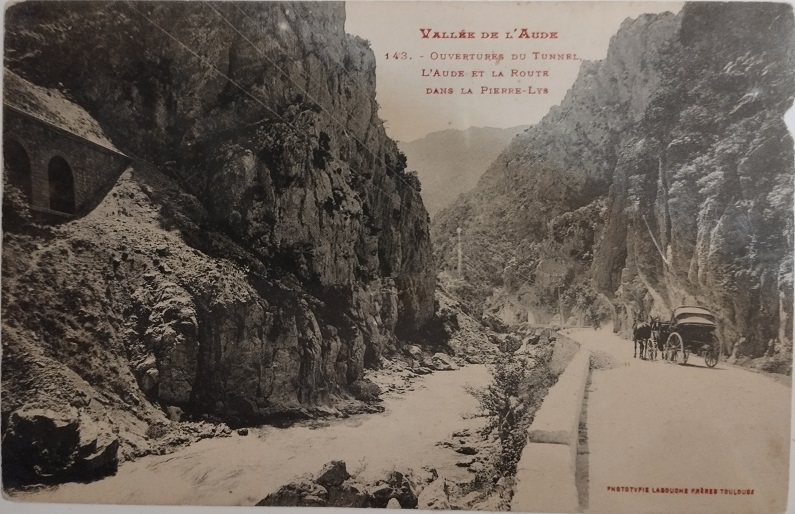 VALLÉE DE L'AUDE
143. - OUVERTURES DU TUNNEL
L'AUDE ET LA ROUTE
DANS LA PIERRE-LYS
PHOTOTYPIE LABOUCHE FRÈRES TOULOUSE